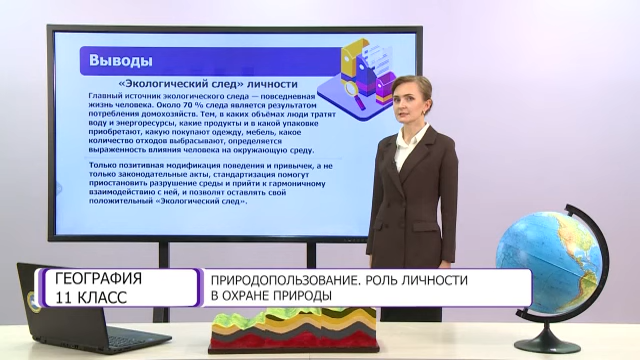 Выводы
«Экологический след» личности
Главный источник экологического следа — повседневная
жизнь человека. Около 70 % следа является результатом
потребления домохозяйств. Тем, в каких объёмах люди тратят
воду и энергоресурсы, какие продукты и в какой упаковке
приобретают, какую покупают одежду, мебель, какое
количество отходов выбрасывают, определяется
выраженность влияния человека на окружающую среду.
Только позитивная модификация поведения и привычек, а не
только законодательные акты, стандартизация помогут
приостановить разрушение среды и прийти к гармоничному
взаимодействию с ней, и позволят оставлять свой
положительный «Экологический след».
ГЕОГРАФИЯ
11 КЛАСС
ПРИРОДОПОЛЬЗОВАНИЕ. РОЛЬ ЛИЧНОСТИ
В ОХРАНЕ ПРИРОДЫ